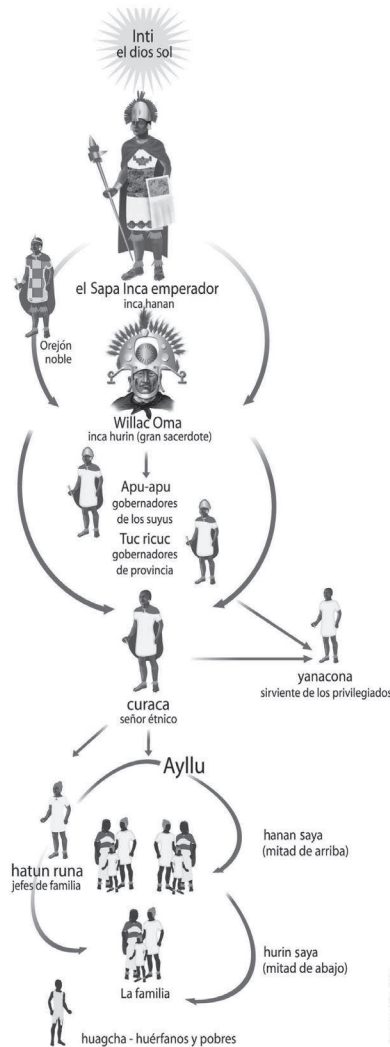 Inti
el dios sol
el Sapa Inca emperador
inca hanan
Orejón
noble
Willac Oma
inca hurin (gran sacerdote)
Apu-apu
gobernadores
de los suyus
Tuc ricuc
gobernadores
de provincia
yanacona
sirviente de los privilegiados
curaca
señor étnico
Ayllu
hatun runa
jefes de familia
hanan saya
(mitad de arriba)
hurin saya
(mitad de abajo)
La familia
huagcha - huérfanos y pobres